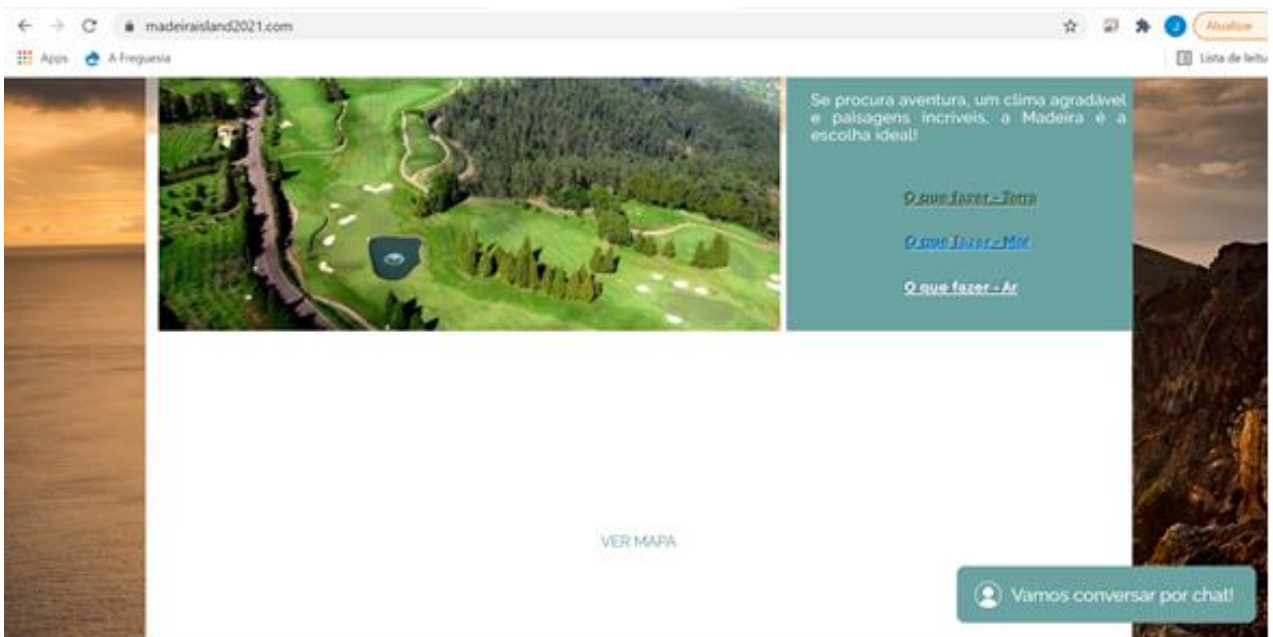 madeiraisland2021.com
J
Atualizar
Apps
A Freguesia
Lista de leitu
Se procura aventura, um clima agradável
e paisagens incríveis, a Madeira é a
escolha ideal!
O que fazer - Terra
O que fazer - Mar
O que fazer - Ar
VER MAPA
Vamos conversar por chat!